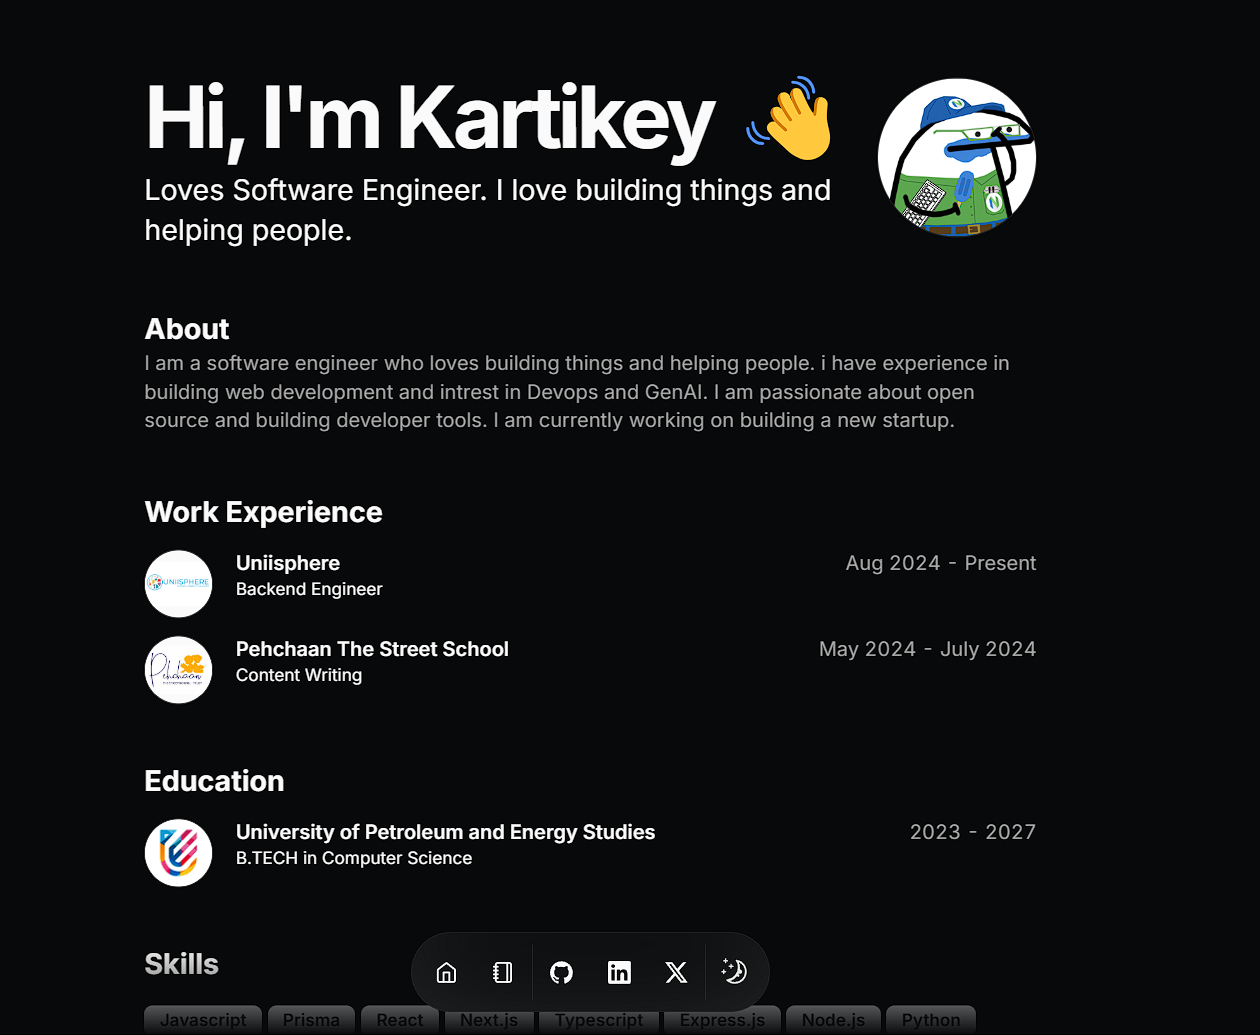 Hi, I'm Kartikey 👋
Loves Software Engineer. I love building things and
helping people.
About
I am a software engineer who loves building things and helping people. i have experience in
building web development and intrest in Devops and GenAI. I am passionate about open
source and building developer tools. I am currently working on building a new startup.
Work Experience
UNIISPHERE
Uniisphere
Aug 2024 - Present
Backend Engineer
Pehchaan
Pehchaan The Street School
May 2024 - July 2024
Content Writing
Education
University of Petroleum and Energy Studies
2023 - 2027
B.TECH in Computer Science
Skills
Javascript Prisma React Next.js Typescript Express.js Node.js Python